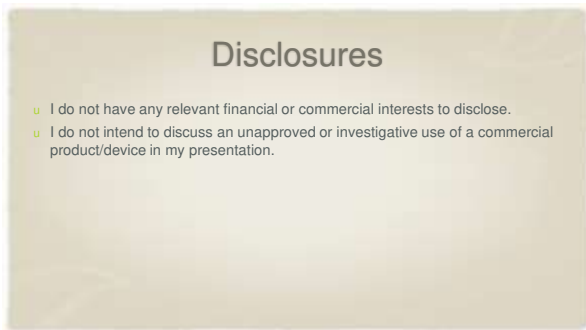 Disclosures
u I do not have any relevant financial or commercial interests to disclose.
u I do not intend to discuss an unapproved or investigative use of a commercial
product/device in my presentation.